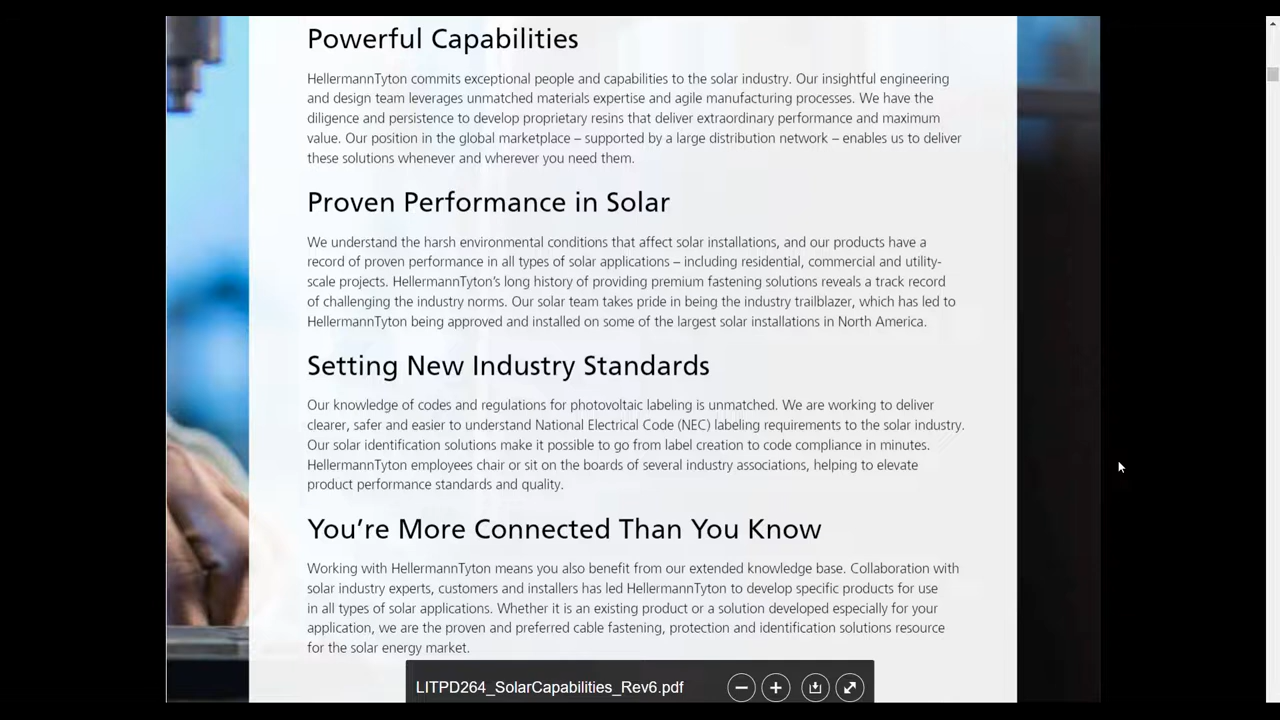 Powerful Capabilities
HellermannTyton commits exceptional people and capabilities to the solar industry. Our insightful engineering
and design team leverages unmatched materials expertise and agile manufacturing processes. We have the
diligence and persistence to develop proprietary resins that deliver extraordinary performance and maximum
value. Our position in the global marketplace – supported by a large distribution network – enables us to deliver
these solutions whenever and wherever you need them.
Proven Performance in Solar
We understand the harsh environmental conditions that affect solar installations, and our products have a
record of proven performance in all types of solar applications – including residential, commercial and utility-
scale projects. HellermannTyton’s long history of providing premium fastening solutions reveals a track record
of challenging the industry norms. Our solar team takes pride in being the industry trailblazer, which has led to
HellermannTyton being approved and installed on some of the largest solar installations in North America.
Setting New Industry Standards
Our knowledge of codes and regulations for photovoltaic labeling is unmatched. We are working to deliver
clearer, safer and easier to understand National Electrical Code (NEC) labeling requirements to the solar industry.
Our solar identification solutions make it possible to go from label creation to code compliance in minutes.
HellermannTyton employees chair or sit on the boards of several industry associations, helping to elevate
product performance standards and quality.
You’re More Connected Than You Know
Working with HellermannTyton means you also benefit from our extended knowledge base. Collaboration with
solar industry experts, customers and installers has led HellermannTyton to develop specific products for use
in all types of solar applications. Whether it is an existing product or a solution developed especially for your
application, we are the proven and preferred cable fastening, protection and identification solutions resource
for the solar energy market.
LITPD264_SolarCapabilities_Rev6.pdf